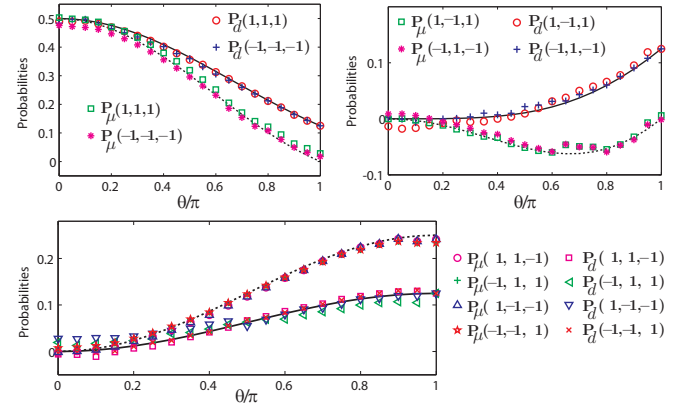 0.5
0.4
0.3
0.2
0.1
0
Probabilities
P_d(1,1,1)
P_d(-1,-1,-1)
P_μ(1,1,1)
P_μ(-1,-1,-1)
0 0.2 0.4 0.6 0.8 1
θ/π
0.1
0
-0.1
Probabilities
P_μ(1,-1,1) P_d(1,-1,1)
P_μ(-1,1,-1) P_d(-1,1,-1)
0 0.2 0.4 0.6 0.8 1
θ/π
0.2
0.1
0
Probabilities
0 0.2 0.4 0.6 0.8 1
θ/π
P_μ( 1, 1,-1) P_d( 1, 1,-1)
P_μ(-1, 1, 1) P_d(-1, 1, 1)
P_μ( 1,-1,-1) P_d( 1,-1,-1)
P_μ(-1,-1, 1) P_d(-1,-1, 1)